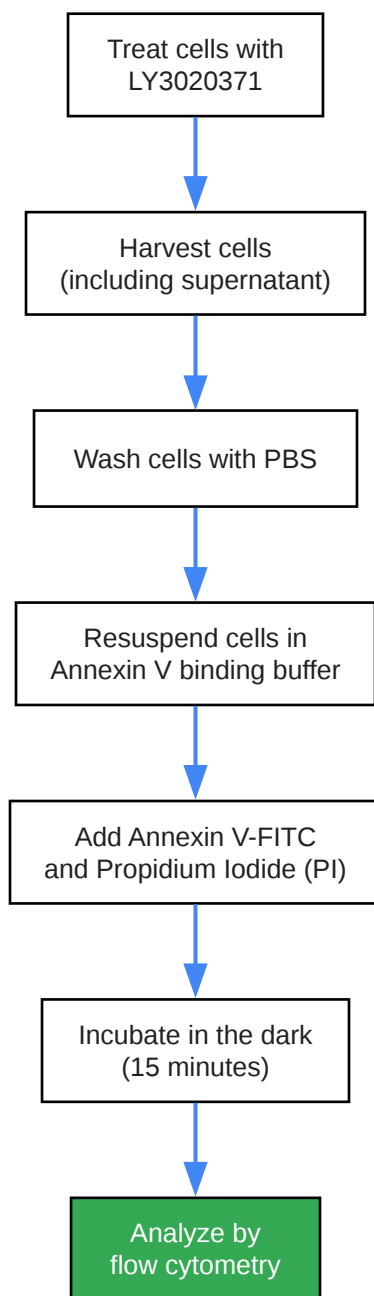 Treat cells with
LY3020371
Harvest cells
(including supernatant)
Wash cells with PBS
Resuspend cells in
Annexin V binding buffer
Add Annexin V-FITC
and Propidium Iodide (PI)
Incubate in the dark
(15 minutes)
Analyze by
flow cytometry